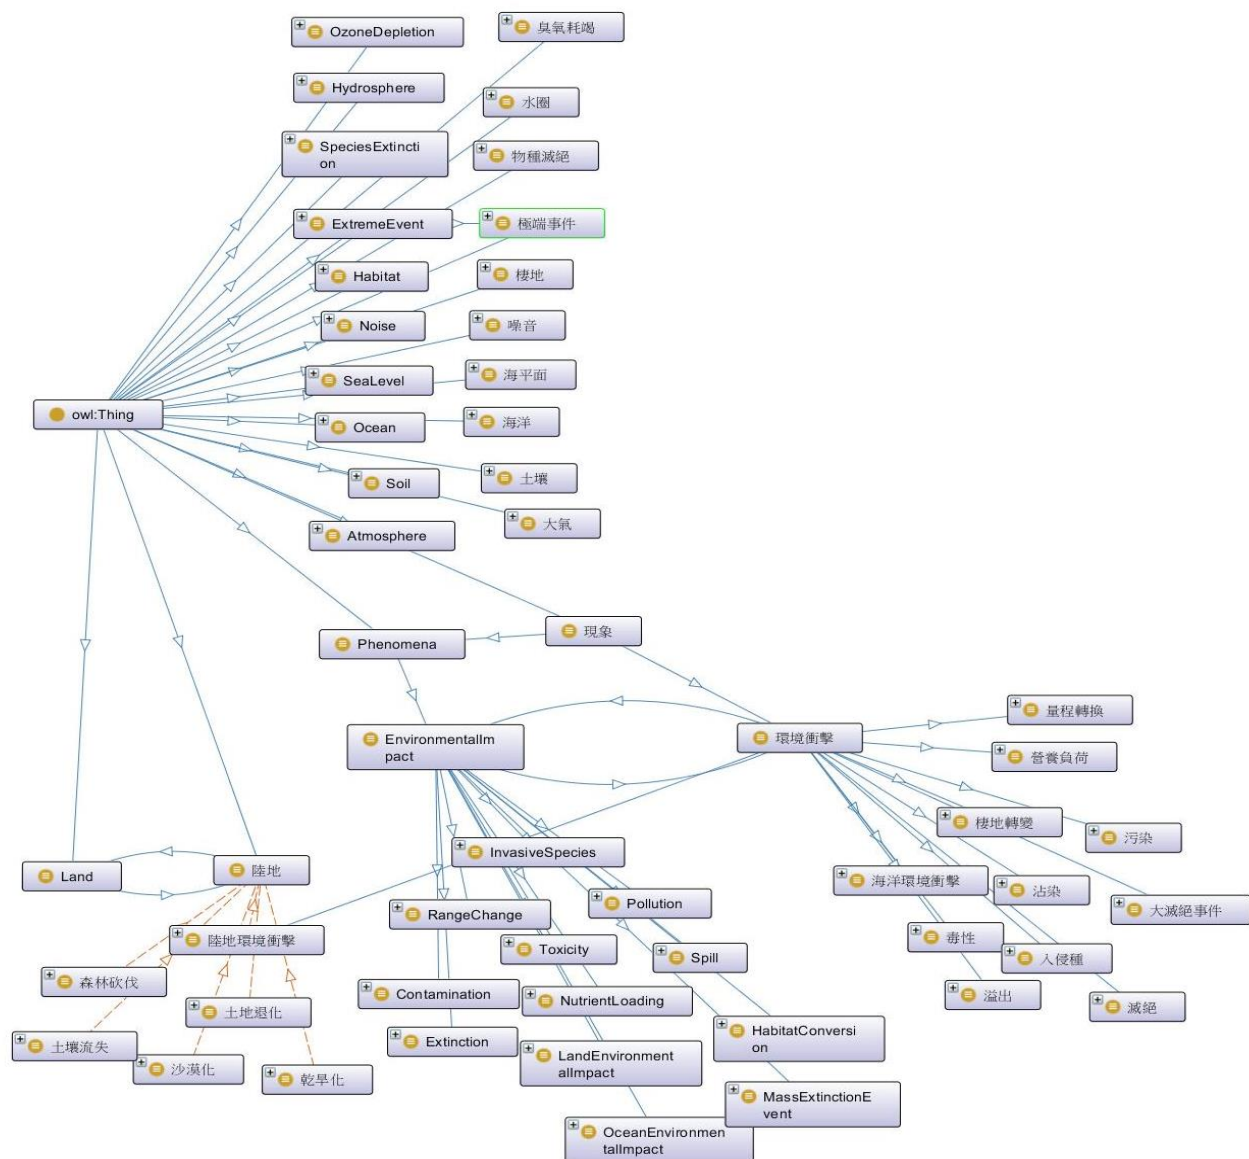 OzoneDepletion
臭氧耗竭
Hydrosphere
水圈
SpeciesExtincti
on
物種滅絕
ExtremeEvent
極端事件
Habitat
棲地
Noise
噪音
SeaLevel
海平面
owl:Thing
Ocean
海洋
Soil
土壤
Atmosphere
大氣
Phenomena
現象
EnvironmentalIm
pact
環境衝擊
量程轉換
營養負荷
棲地轉變
污染
InvasiveSpecies
Land
陸地
海洋環境衝擊
沾染
大滅絕事件
RangeChange
Pollution
陸地環境衝擊
Toxicity
Spill
毒性
入侵種
森林砍伐
Contamination
NutrientLoading
溢出
滅絕
土地退化
土壤流失
Extinction
HabitatConversi
on
沙漠化
乾旱化
LandEnvironment
alImpact
MassExtinctionE
vent
OceanEnvironmen
talImpact